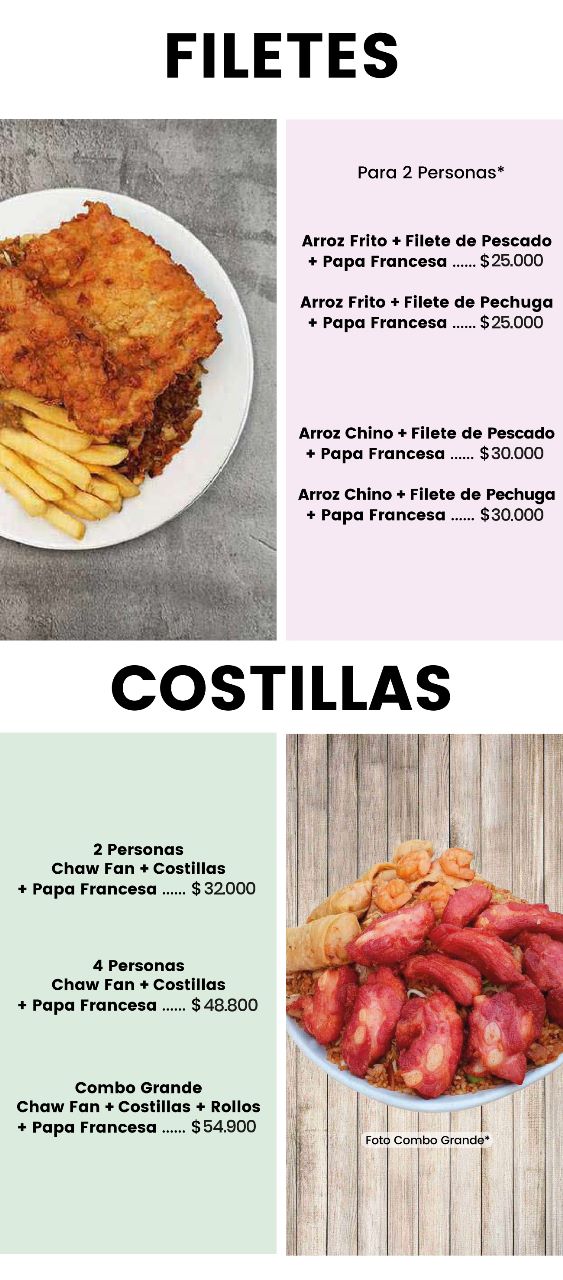 FILETES
Para 2 Personas*
Arroz Frito + Filete de Pescado
+ Papa Francesa ...... $25.000
Arroz Frito + Filete de Pechuga
+ Papa Francesa ...... $25.000
Arroz Chino + Filete de Pescado
+ Papa Francesa ...... $30.000
Arroz Chino + Filete de Pechuga
+ Papa Francesa ...... $30.000
COSTILLAS
2 Personas
Chaw Fan + Costillas
+ Papa Francesa ...... $32.000
4 Personas
Chaw Fan + Costillas
+ Papa Francesa ...... $48.800
Combo Grande
Chaw Fan + Costillas + Rollos
+ Papa Francesa ...... $54.900
Foto Combo Grande*